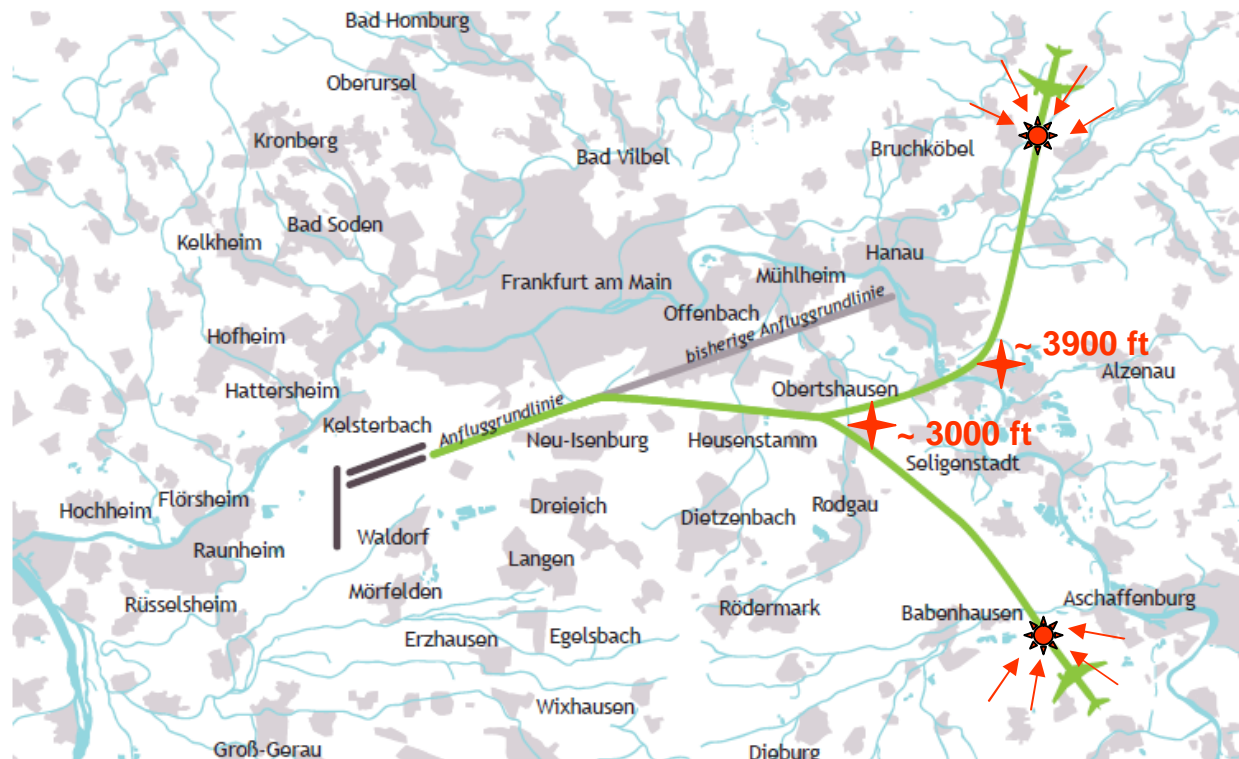 Bad Homburg
Oberursel
Kronberg
Bad Vilbel
Bruchköbel
Bad Soden
Kelkheim
Hanau
Mühlheim
Frankfurt am Main
Offenbach
bisherige Anfluggrundlinie
Hofheim
~ 3900 ft
Alzenau
Hattersheim
Obertshausen
Kelsterbach
Anfluggrundlinie
Neu-Isenburg
Heusenstamm
~ 3000 ft
Seligenstadt
Flörsheim
Hochheim
Dreieich
Dietzenbach
Rodgau
Waldorf
Raunheim
Langen
Mörfelden
Rüsselsheim
Rödermark
Babenhausen
Aschaffenburg
Erzhausen
Egelsbach
Wixhausen
Groß-Gerau
Dieburg